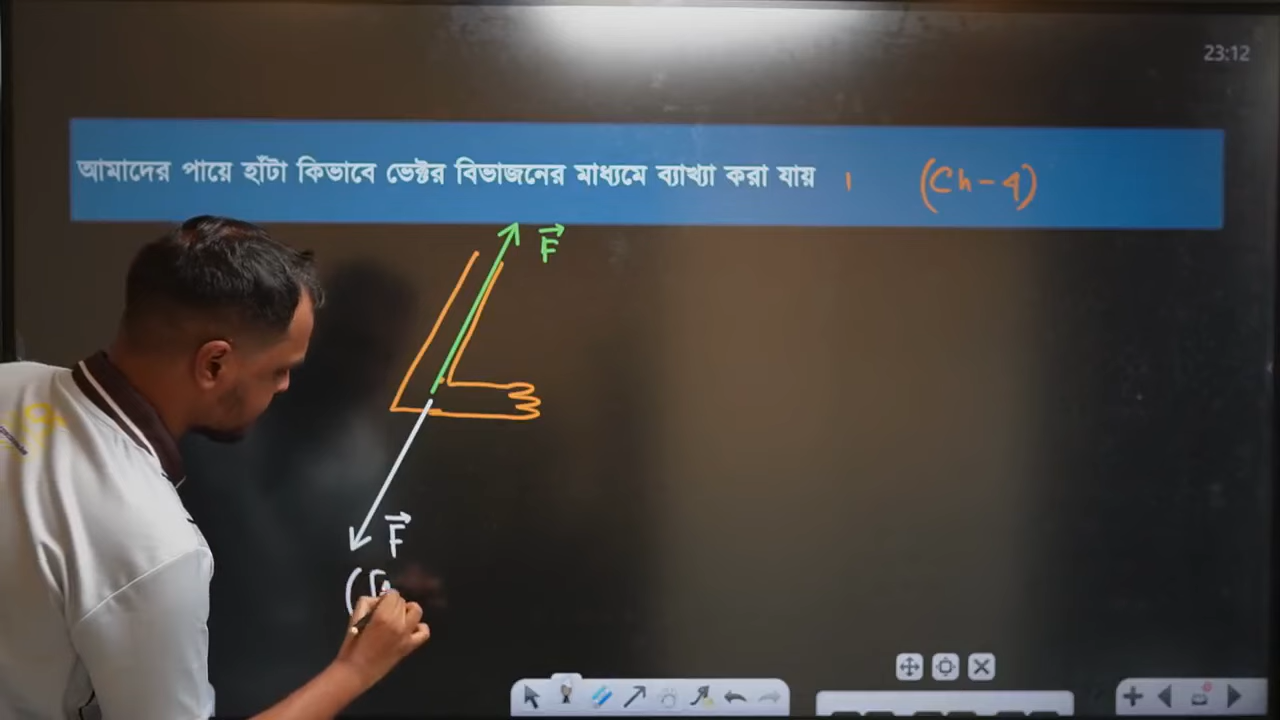 23:12
আমাদের পায়ে হাঁটা কিভাবে ভেক্টর বিভাজনের মাধ্যমে ব্যাখ্যা করা যায় । (Ch-4)
F
F